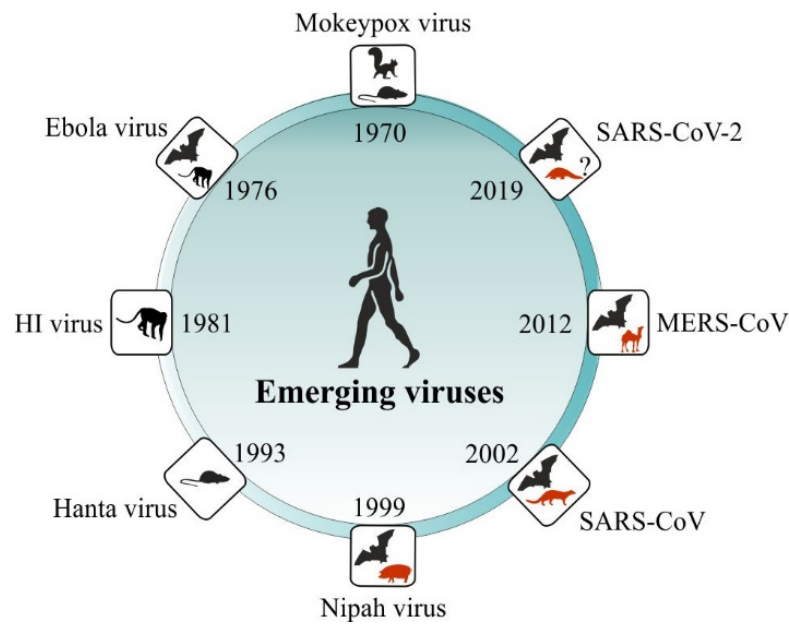 Mokeypox virus
1970
Ebola virus
1976
SARS-CoV-2
?
2019
HI virus
1981
2012
MERS-CoV
Emerging viruses
1993
Hanta virus
2002
SARS-CoV
1999
Nipah virus